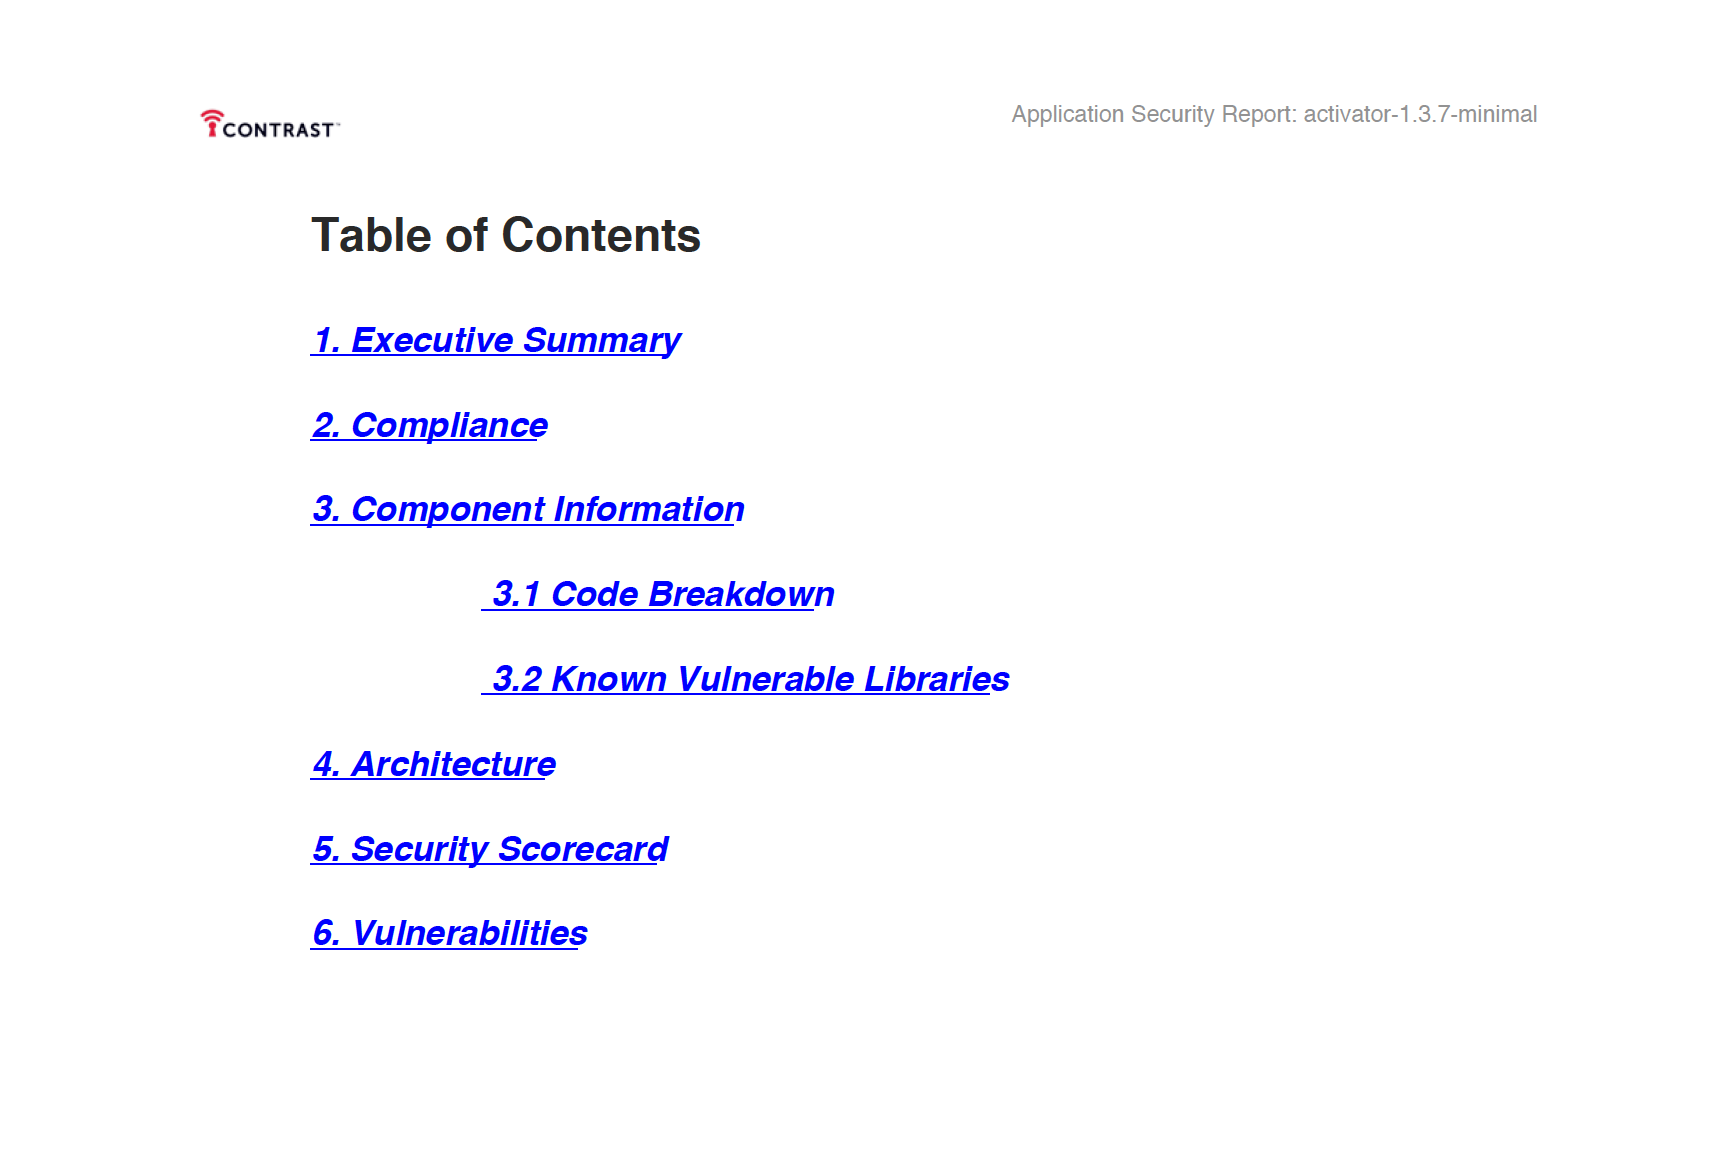 CONTRAST™
Application Security Report: activator-1.3.7-minimal
Table of Contents
1. Executive Summary
2. Compliance
3. Component Information
3.1 Code Breakdown
3.2 Known Vulnerable Libraries
4. Architecture
5. Security Scorecard
6. Vulnerabilities